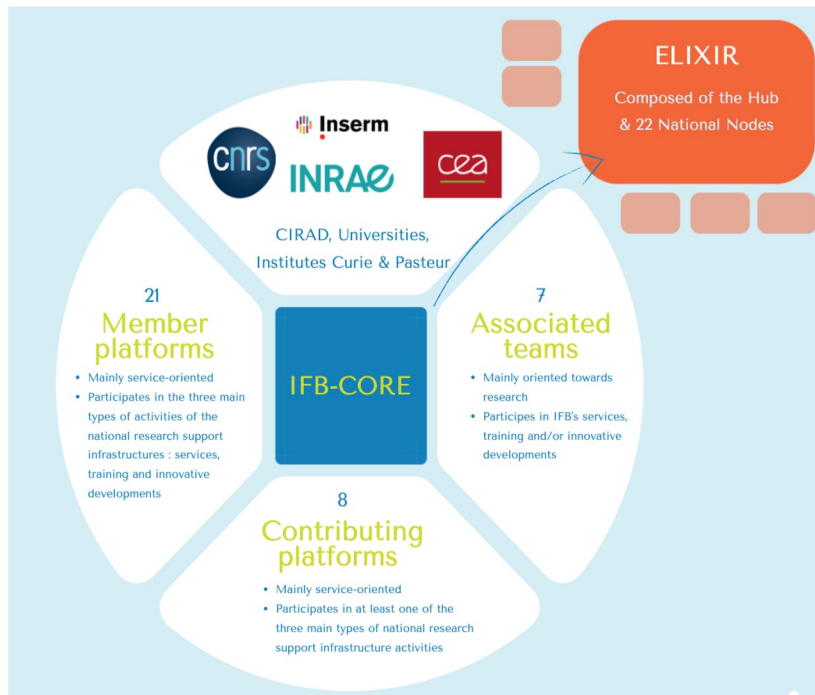 ELIXIR
Composed of the Hub
& 22 National Nodes
cnrs
Inserm
INRAE
cea
CIRAD, Universities,
Institutes Curie & Pasteur
21
Member
platforms
• Mainly service-oriented
• Participates in the three main
types of activities of the
national research support
infrastructures : services,
training and innovative
developments
IFB-CORE
7
Associated
teams
• Mainly oriented towards
research
• Participes in IFB's services,
training and/or innovative
developments
8
Contributing
platforms
• Mainly service-oriented
• Participates in at least one of the
three main types of national research
support infrastructure activities